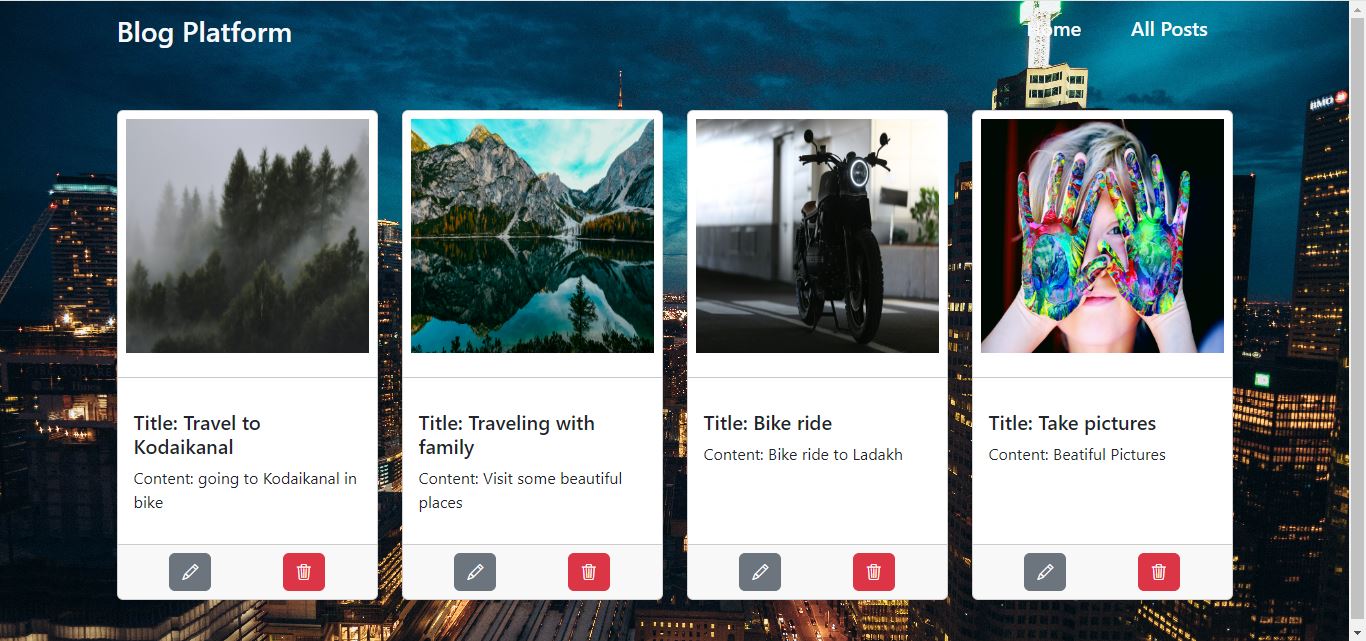 Blog Platform
Home
All Posts
BMO
Title: Travel to
Kodaikanal
Content: going to Kodaikanal in
bike
Title: Traveling with
family
Content: Visit some beautiful
places
Title: Bike ride
Content: Bike ride to Ladakh
Title: Take pictures
Content: Beatiful Pictures